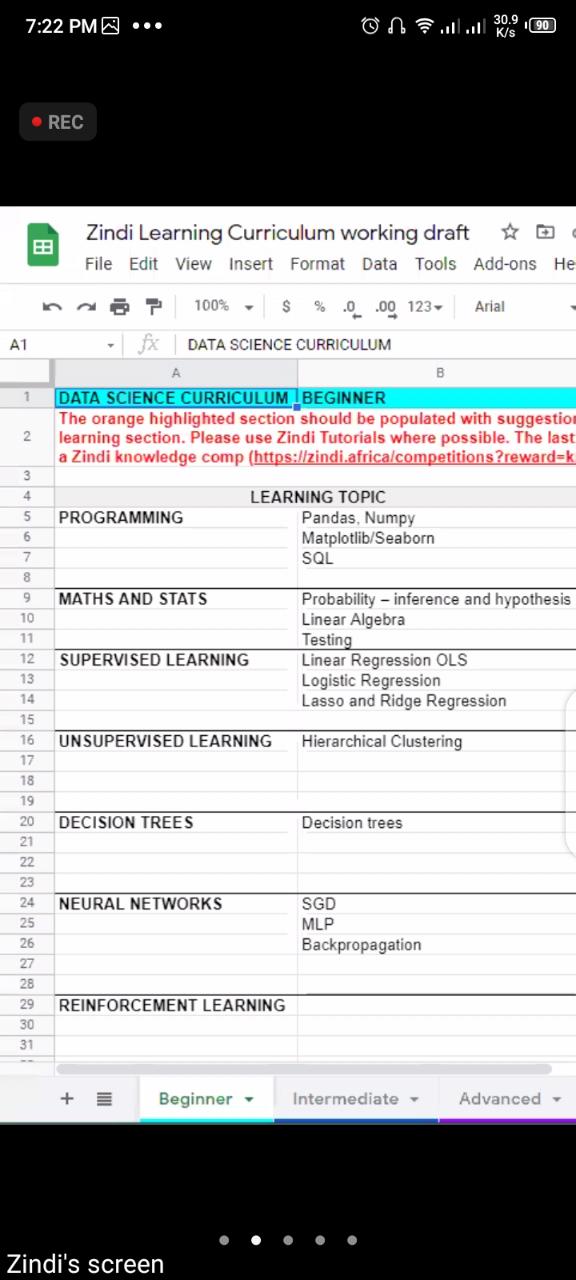 7:22 PM
30.9
K/s
90
REC
Zindi Learning Curriculum working draft
File Edit View Insert Format Data Tools Add-ons He
100% $ % .0 .00 123 Arial
A1 fx DATA SCIENCE CURRICULUM
A B
1 DATA SCIENCE CURRICULUM BEGINNER
The orange highlighted section should be populated with suggestion
2 learning section. Please use Zindi Tutorials where possible. The last
a Zindi knowledge comp (https://zindi.africa/competitions?reward=k
3
4 LEARNING TOPIC
5 PROGRAMMING Pandas, Numpy
6 Matplotlib/Seaborn
7 SQL
8
9 MATHS AND STATS Probability – inference and hypothesis
10 Linear Algebra
11 Testing
12 SUPERVISED LEARNING Linear Regression OLS
13 Logistic Regression
14 Lasso and Ridge Regression
15
16 UNSUPERVISED LEARNING Hierarchical Clustering
17
18
19
20 DECISION TREES Decision trees
21
22
23
24 NEURAL NETWORKS SGD
25 MLP
26 Backpropagation
27
28
29 REINFORCEMENT LEARNING
30
31
+ Beginner Intermediate Advanced
Zindi's screen